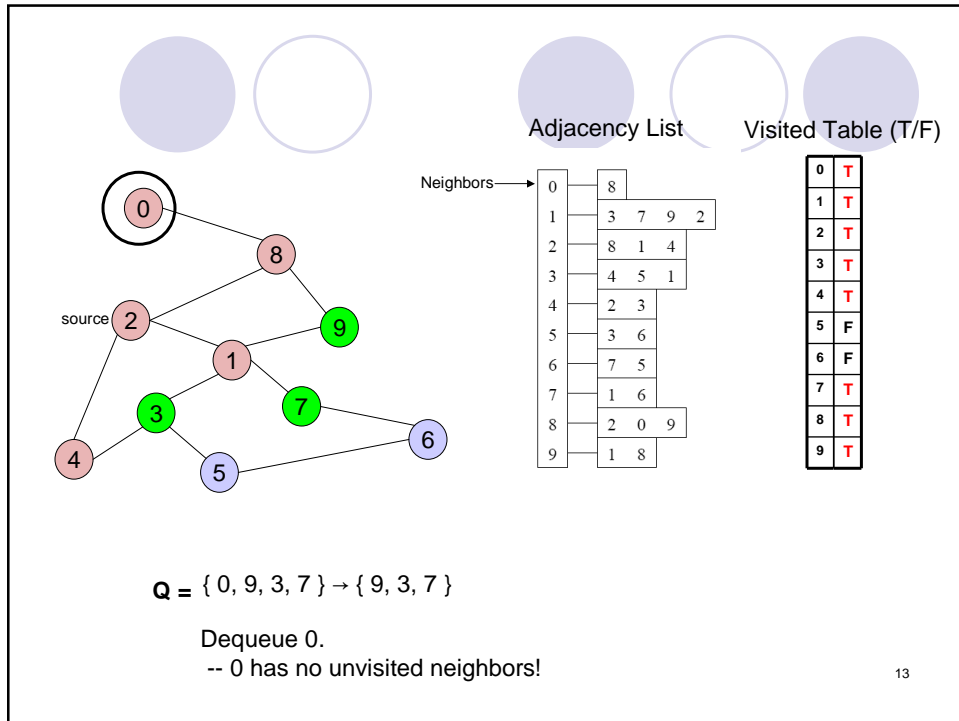 Adjacency List
Visited Table (T/F)
Neighbors
0 8
1 3 7 9 2
2 8 1 4
3 4 5 1
4 2 3
5 3 6
6 7 5
7 1 6
8 2 0 9
9 1 8
0 T
1 T
2 T
3 T
4 T
5 F
6 F
7 T
8 T
9 T
0
8
source
2
9
1
3
7
6
4
5
Q = { 0, 9, 3, 7 } → { 9, 3, 7 }
Dequeue 0.
-- 0 has no unvisited neighbors!
13